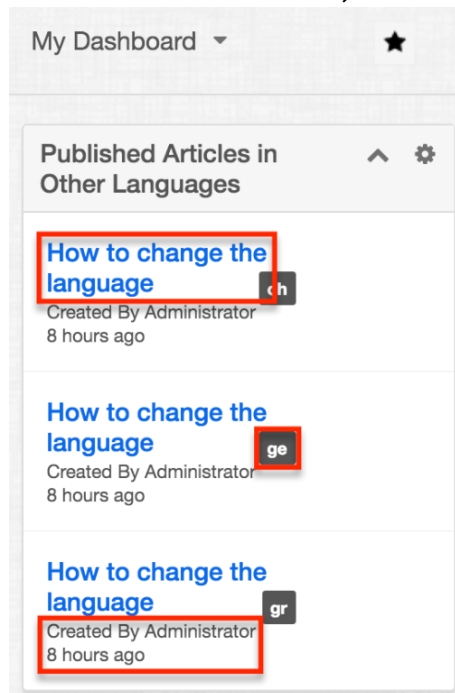 My Dashboard
Published Articles in
Other Languages
How to change the
language
ch
Created By Administrator
8 hours ago
How to change the
language
ge
Created By Administrator
8 hours ago
How to change the
language
gr
Created By Administrator
8 hours ago